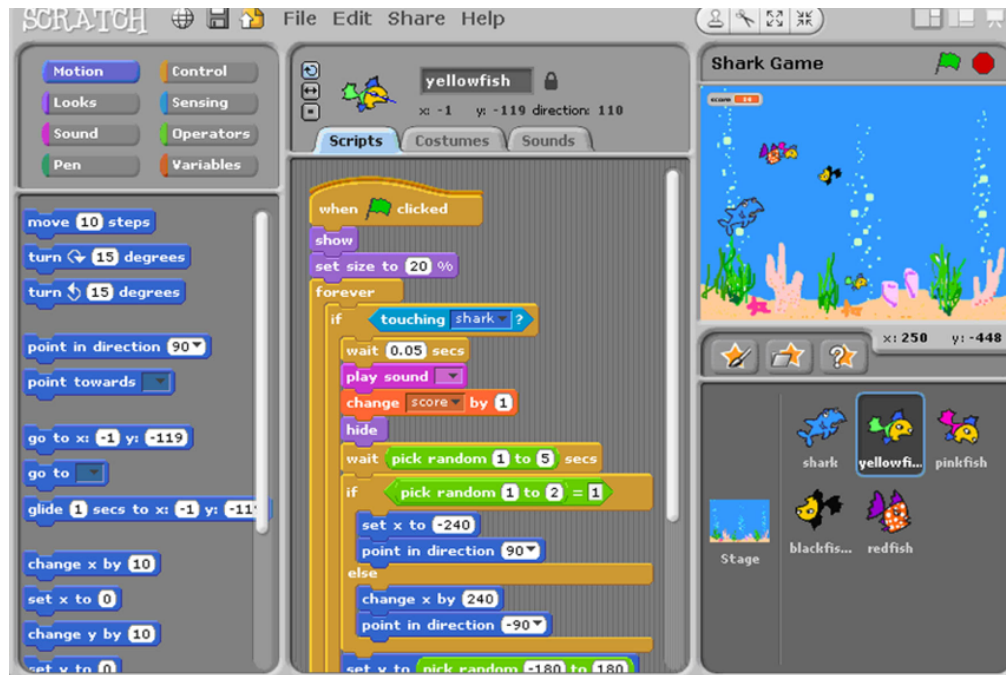 SCRATCH File Edit Share Help
Motion Control
Looks Sensing
Sound Operators
Pen Variables
move 10 steps
turn 15 degrees
turn 15 degrees
point in direction 90
point towards
go to x: -1 y: -119
go to
glide 1 secs to x: -1 y: -11
change x by 10
set x to 0
change y by 10
set y to 0
yellowfish
x: -1 y: -119 direction: 110
Scripts Costumes Sounds
when clicked
show
set size to 20 %
forever
if touching shark ?
wait 0.05 secs
play sound
change score by 1
hide
wait pick random 1 to 5 secs
if pick random 1 to 2 = 1
set x to -240
point in direction 90
else
change x by 240
point in direction -90
set y to pick random -180 to 180
Shark Game
score
x: 250 y: -448
shark yellowfi... pinkfish
blackfis... redfish
Stage